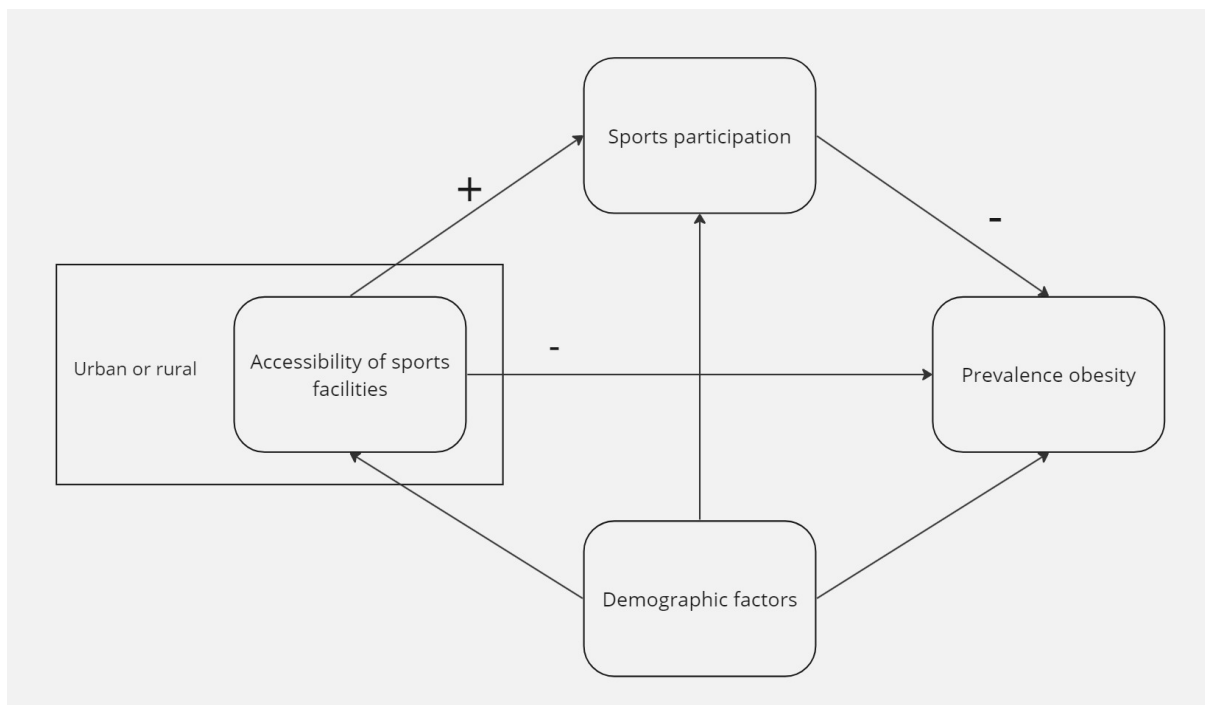 Sports participation
+
-
Urban or rural
Accessibility of sports
facilities
-
Prevalence obesity
Demographic factors